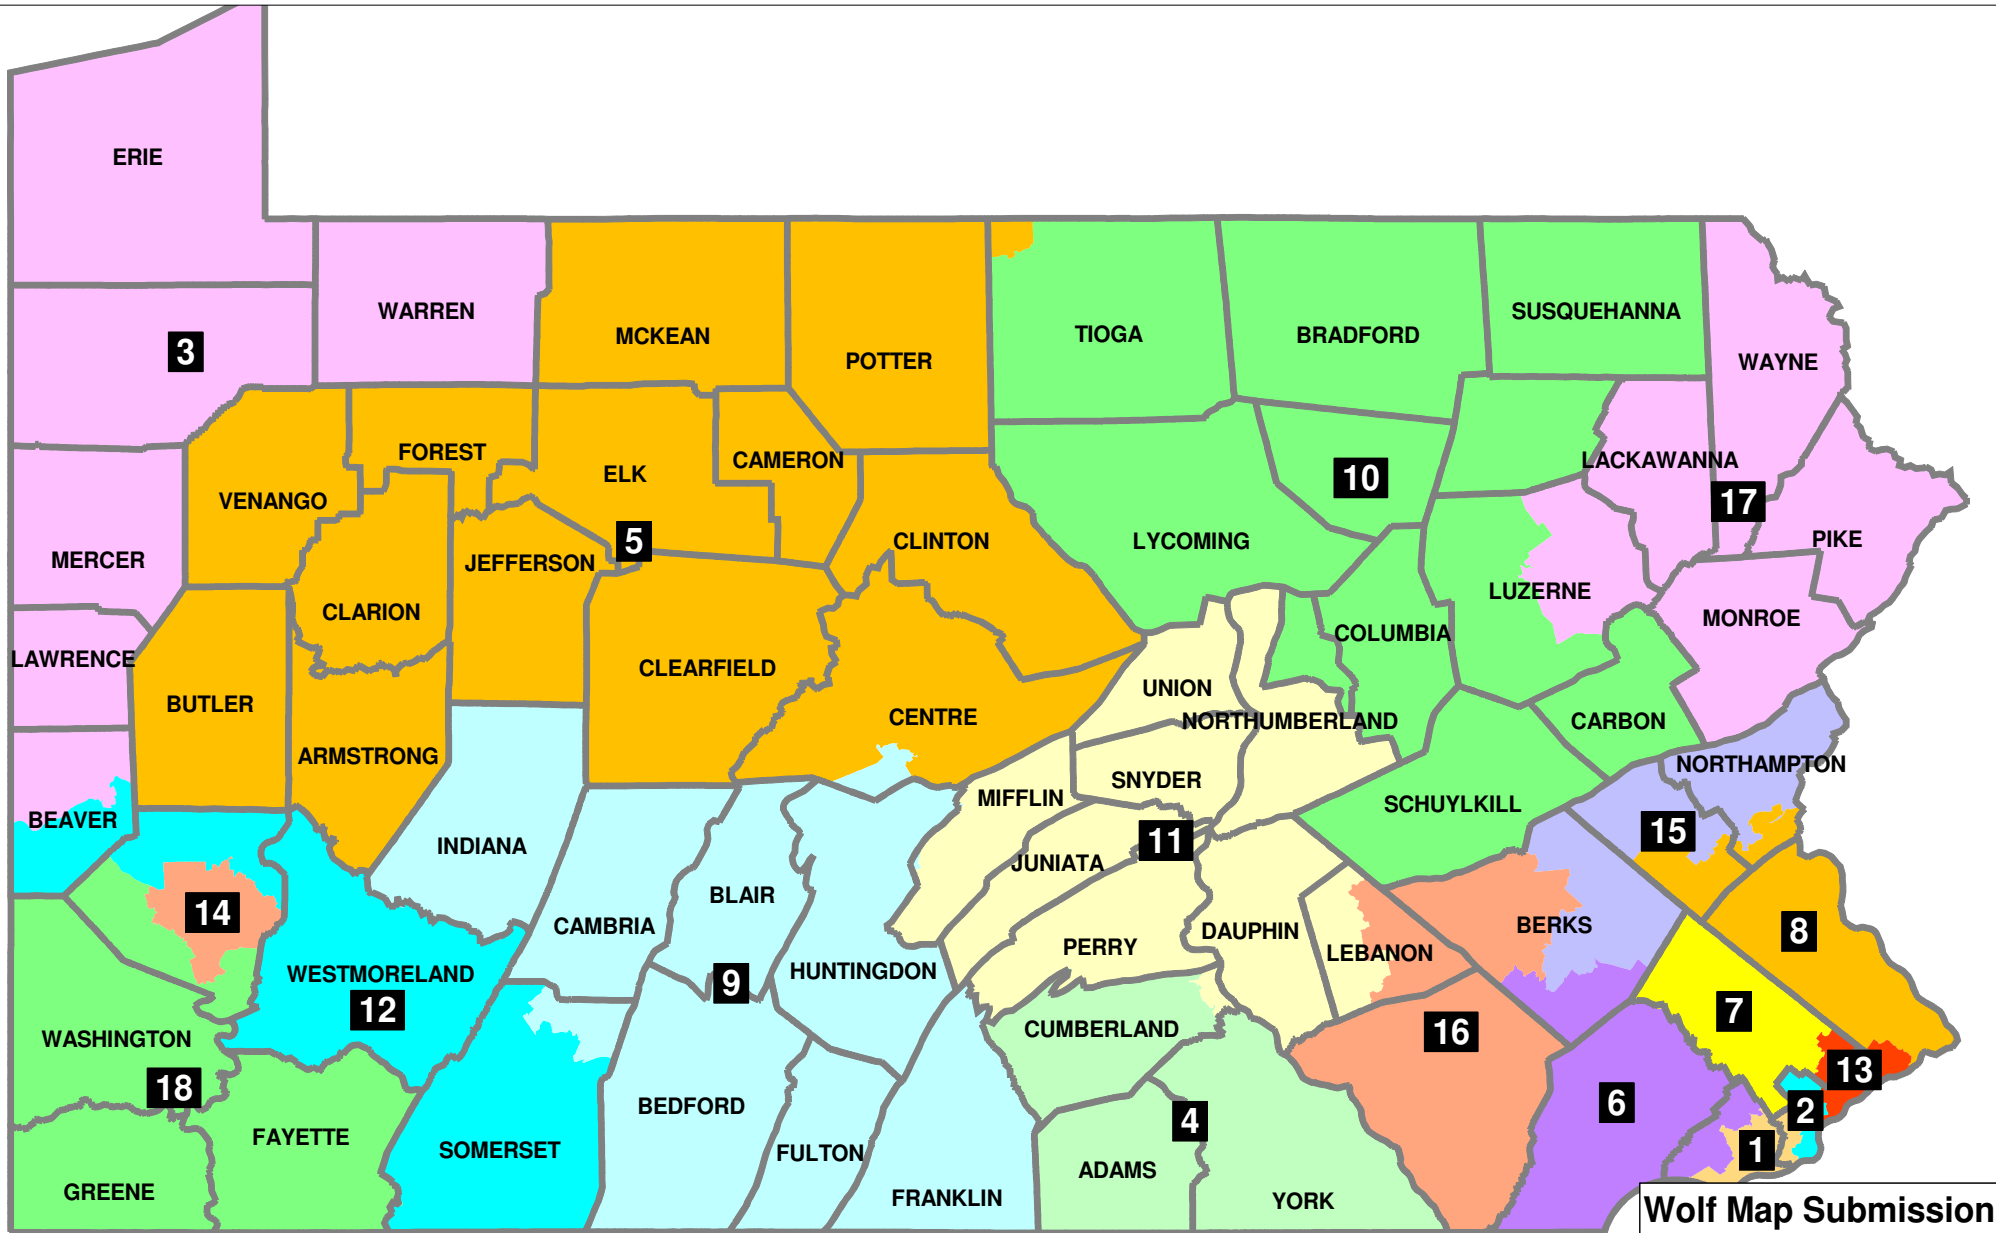 ERIE
WARREN
MCKEAN
POTTER
TIOGA
BRADFORD
SUSQUEHANNA
WAYNE
3
VENANGO
FOREST
ELK
CAMERON
10
LACKAWANNA
17
PIKE
MERCER
CLARION
JEFFERSON
5
CLINTON
LYCOMING
LUZERNE
MONROE
LAWRENCE
BUTLER
CLEARFIELD
COLUMBIA
UNION
CENTRE
NORTHUMBERLAND
CARBON
ARMSTRONG
NORTHAMPTON
SNYDER
MIFFLIN
SCHUYLKILL
BEAVER
INDIANA
JUNIATA
11
15
14
BLAIR
CAMBRIA
HUNTINGDON
PERRY
DAUPHIN
LEBANON
BERKS
8
WESTMORELAND
12
9
CUMBERLAND
16
7
WASHINGTON
18
13
FAYETTE
BEDFORD
4
6
2
SOMERSET
FULTON
1
GREENE
FRANKLIN
ADAMS
YORK
Wolf Map Submission